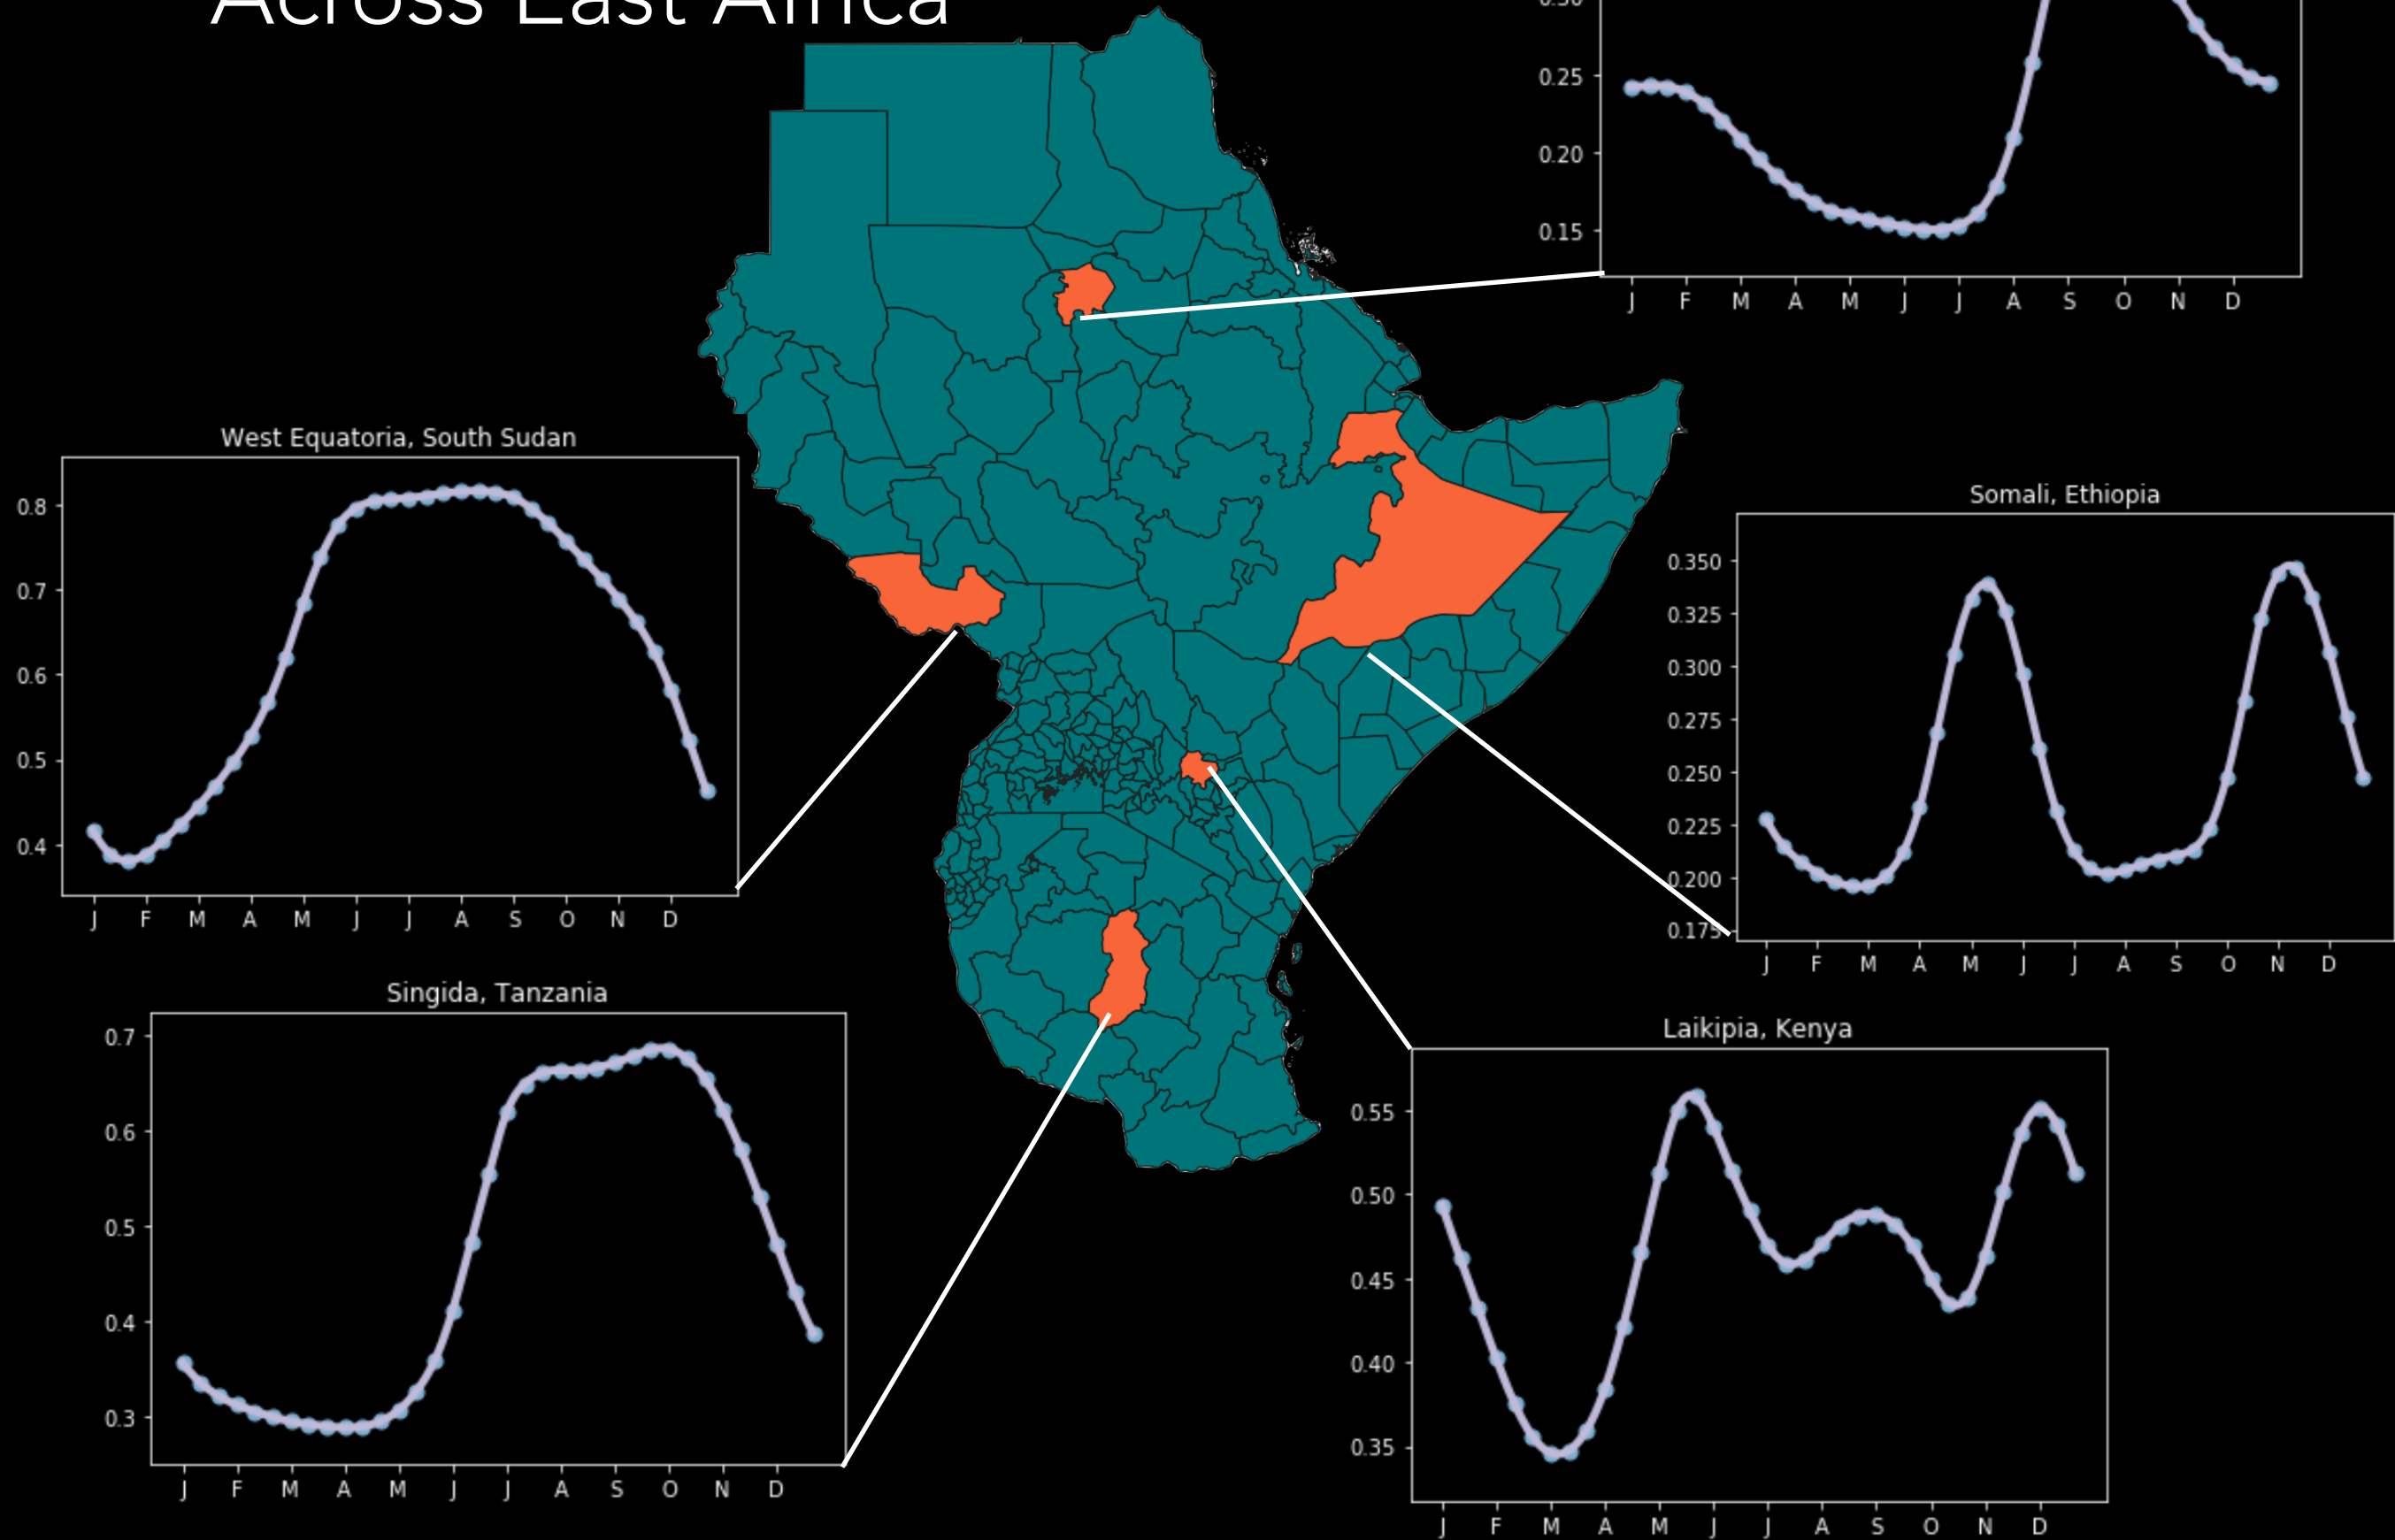 Across East Africa
0.30
0.25
0.20
0.15
J F M A M J J A S O N D
West Equatoria, South Sudan
0.8
0.7
0.6
0.5
0.4
J F M A M J J A S O N D
Somali, Ethiopia
0.350
0.325
0.300
0.275
0.250
0.225
0.200
0.175
J F M A M J J A S O N D
Singida, Tanzania
0.7
0.6
0.5
0.4
0.3
J F M A M J J A S O N D
Laikipia, Kenya
0.55
0.50
0.45
0.40
0.35
J F M A M J J A S O N D